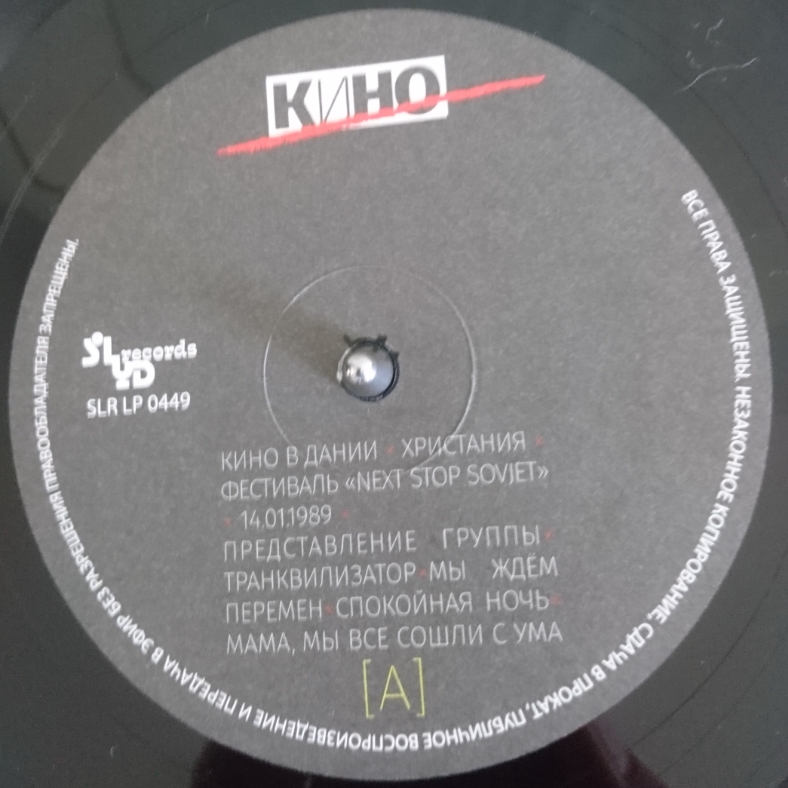 КИНО
SoLYD records
SLR LP 0449
КИНО В ДАНИИ • ХРИСТАНИЯ •
ФЕСТИВАЛЬ «NEXT STOP SOVJET»
• 14.01.1989 •
ПРЕДСТАВЛЕНИЕ ГРУППЫ •
ТРАНКВИЛИЗАТОР • МЫ ЖДЁМ
ПЕРЕМЕН • СПОКОЙНАЯ НОЧЬ •
МАМА, МЫ ВСЕ СОШЛИ С УМА
[A]
ВСЕ ПРАВА ЗАЩИЩЕНЫ. НЕЗАКОННОЕ КОПИРОВАНИЕ, СДАЧА В ПРОКАТ, ПУБЛИЧНОЕ ВОСПРОИЗВЕДЕНИЕ И ПЕРЕДАЧА В ЭФИР БЕЗ РАЗРЕШЕНИЯ ПРАВООБЛАДАТЕЛЯ ЗАПРЕЩЕНЫ.